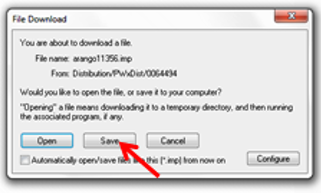 File Download
You are about to download a file.
File name: arango11356.imp
From: Distribution/PWxDist/0064494
Would you like to open the file, or save it to your computer?
"Opening" a file means downloading it to a temporary directory, and then running
the associated program, if any.
Open Save Cancel
Automatically open/save files like this (*.imp) from now on Configure